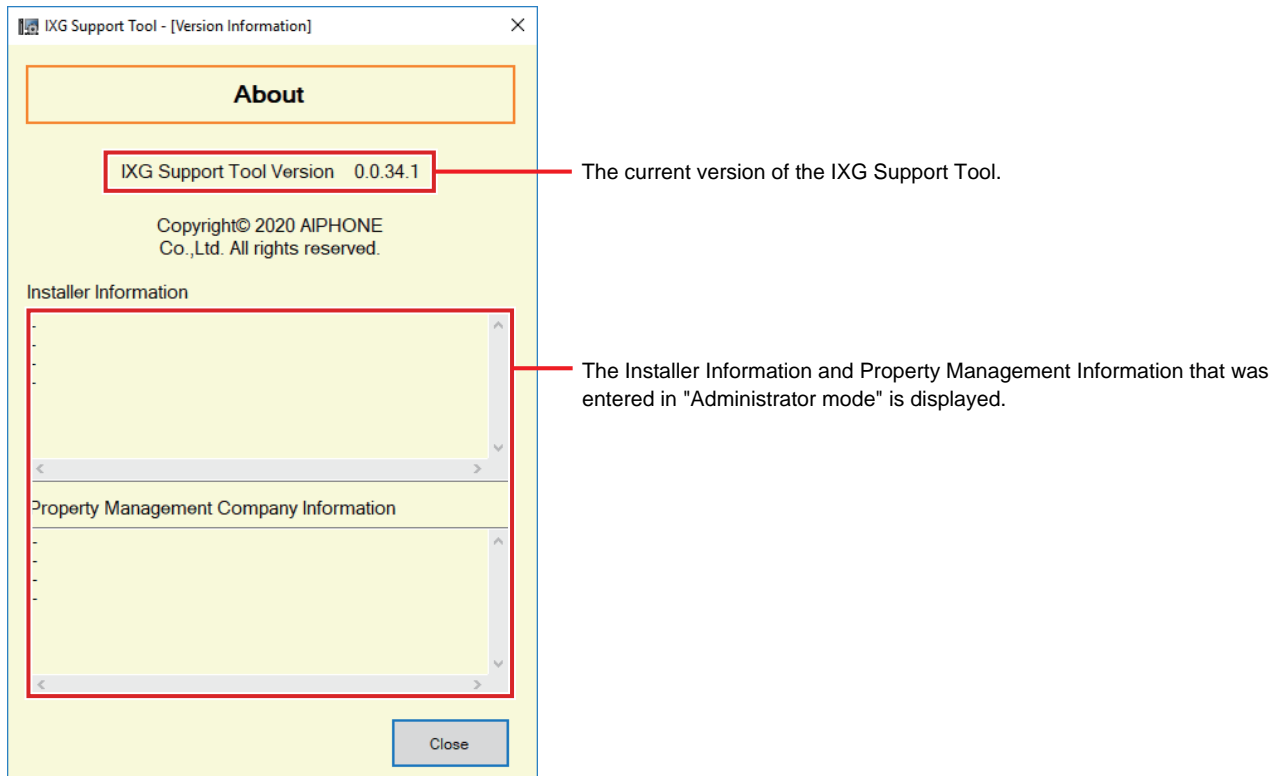 IXG Support Tool - [Version Information]
About
IXG Support Tool Version 0.0.34.1
The current version of the IXG Support Tool.
Copyright© 2020 AIPHONE
Co.,Ltd. All rights reserved.
Installer Information
-
-
-
-
The Installer Information and Property Management Information that was
entered in "Administrator mode" is displayed.
Property Management Company Information
-
-
-
-
Close